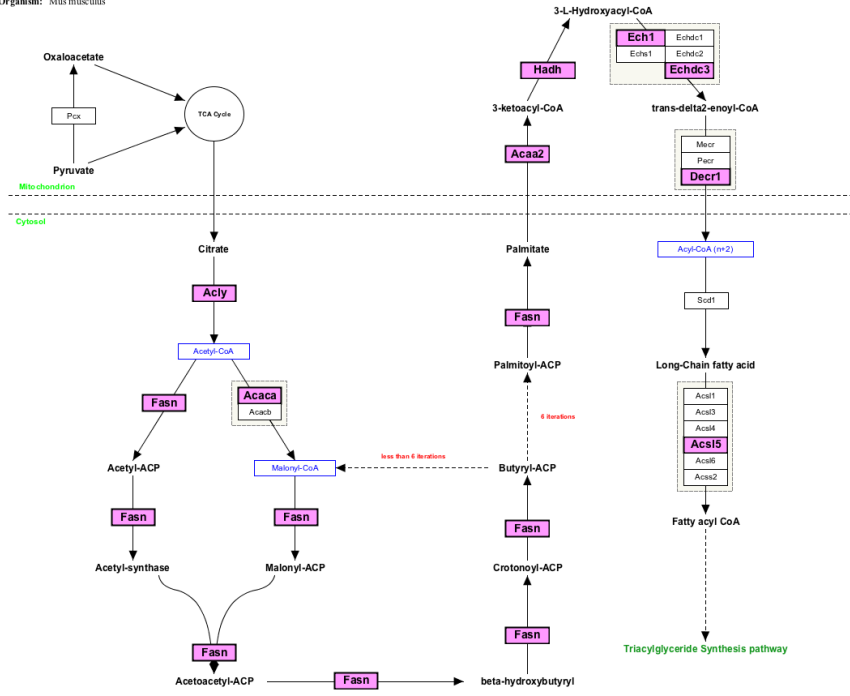 Organism: Mus musculus
3-L-Hydroxyacyl-CoA
Ech1
Echdc1
Echs1
Echdc2
Echdc3
Oxaloacetate
Hadh
Pcx
TCA Cycle
3-ketoacyl-CoA
trans-delta2-enoyl-CoA
Mecr
Acaa2
Pecr
Pyruvate
Decr1
Mitochondrion
Cytosol
Citrate
Palmitate
Acyl-CoA (n+2)
Acly
Scd1
Fasn
Acetyl-CoA
Palmitoyl-ACP
Long-Chain fatty acid
Fasn
Acaca
Acacb
Acsl1
Acsl3
Acsl4
Acsl5
Acsl6
Acss2
6 iterations
less than 6 iterations
Acetyl-ACP
Malonyl-CoA
Butyryl-ACP
Fasn
Fasn
Fasn
Fatty acyl CoA
Acetyl-synthase
Malonyl-ACP
Crotonoyl-ACP
Fasn
Fasn
Triacylglyceride Synthesis pathway
Acetoacetyl-ACP
Fasn
beta-hydroxybutyryl